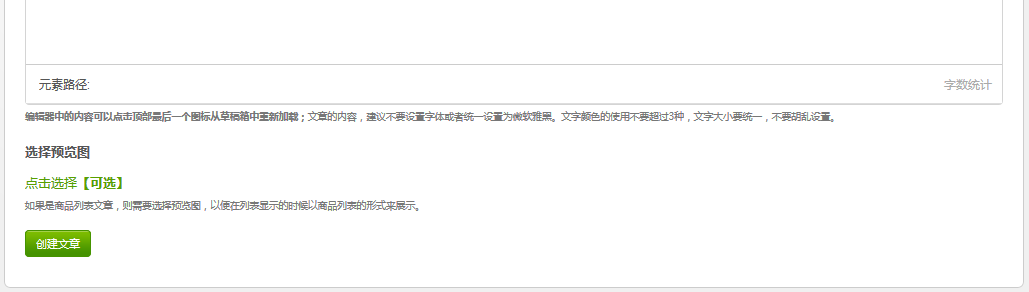 元素路径:
字数统计
编辑器中的内容可以点击顶部最后一个图标从草稿箱中重新加载；文章的内容，建议不要设置字体或者统一设置为微软雅黑。文字颜色的使用不要超过3种，文字大小要统一，不要胡乱设置。
选择预览图
点击选择【可选】
如果是商品列表文章，则需要选择预览图，以便在列表显示的时候以商品列表的形式来展示。
创建文章